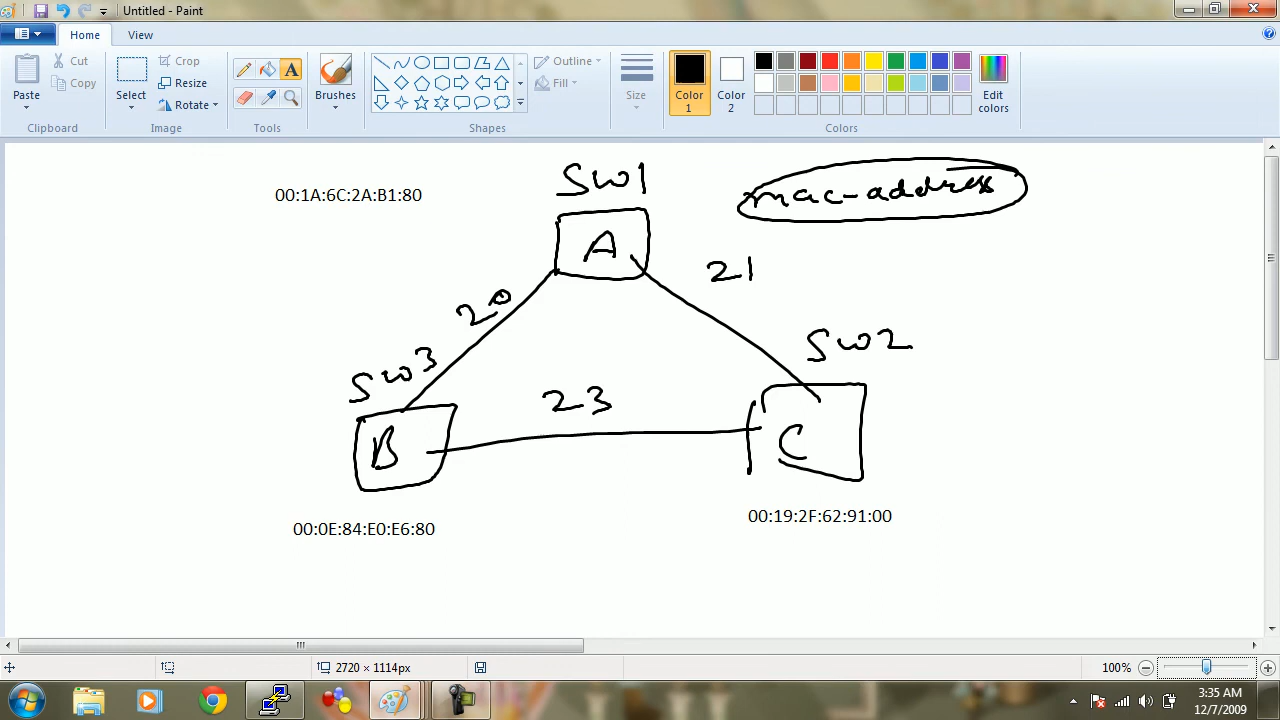 Untitled - Paint
Home
View
Paste
Cut
Copy
Clipboard
Select
Crop
Resize
Rotate
Image
A
Tools
Brushes
Outline
Fill
Shapes
Size
Color 1
Color 2
Edit colors
Colors
00:1A:6C:2A:B1:80
SW1
mac-address
A
21
20
SW2
SW3
23
B
C
00:0E:84:E0:E6:80
00:19:2F:62:91:00
2720 × 1114px
100%
3:35 AM
12/7/2009